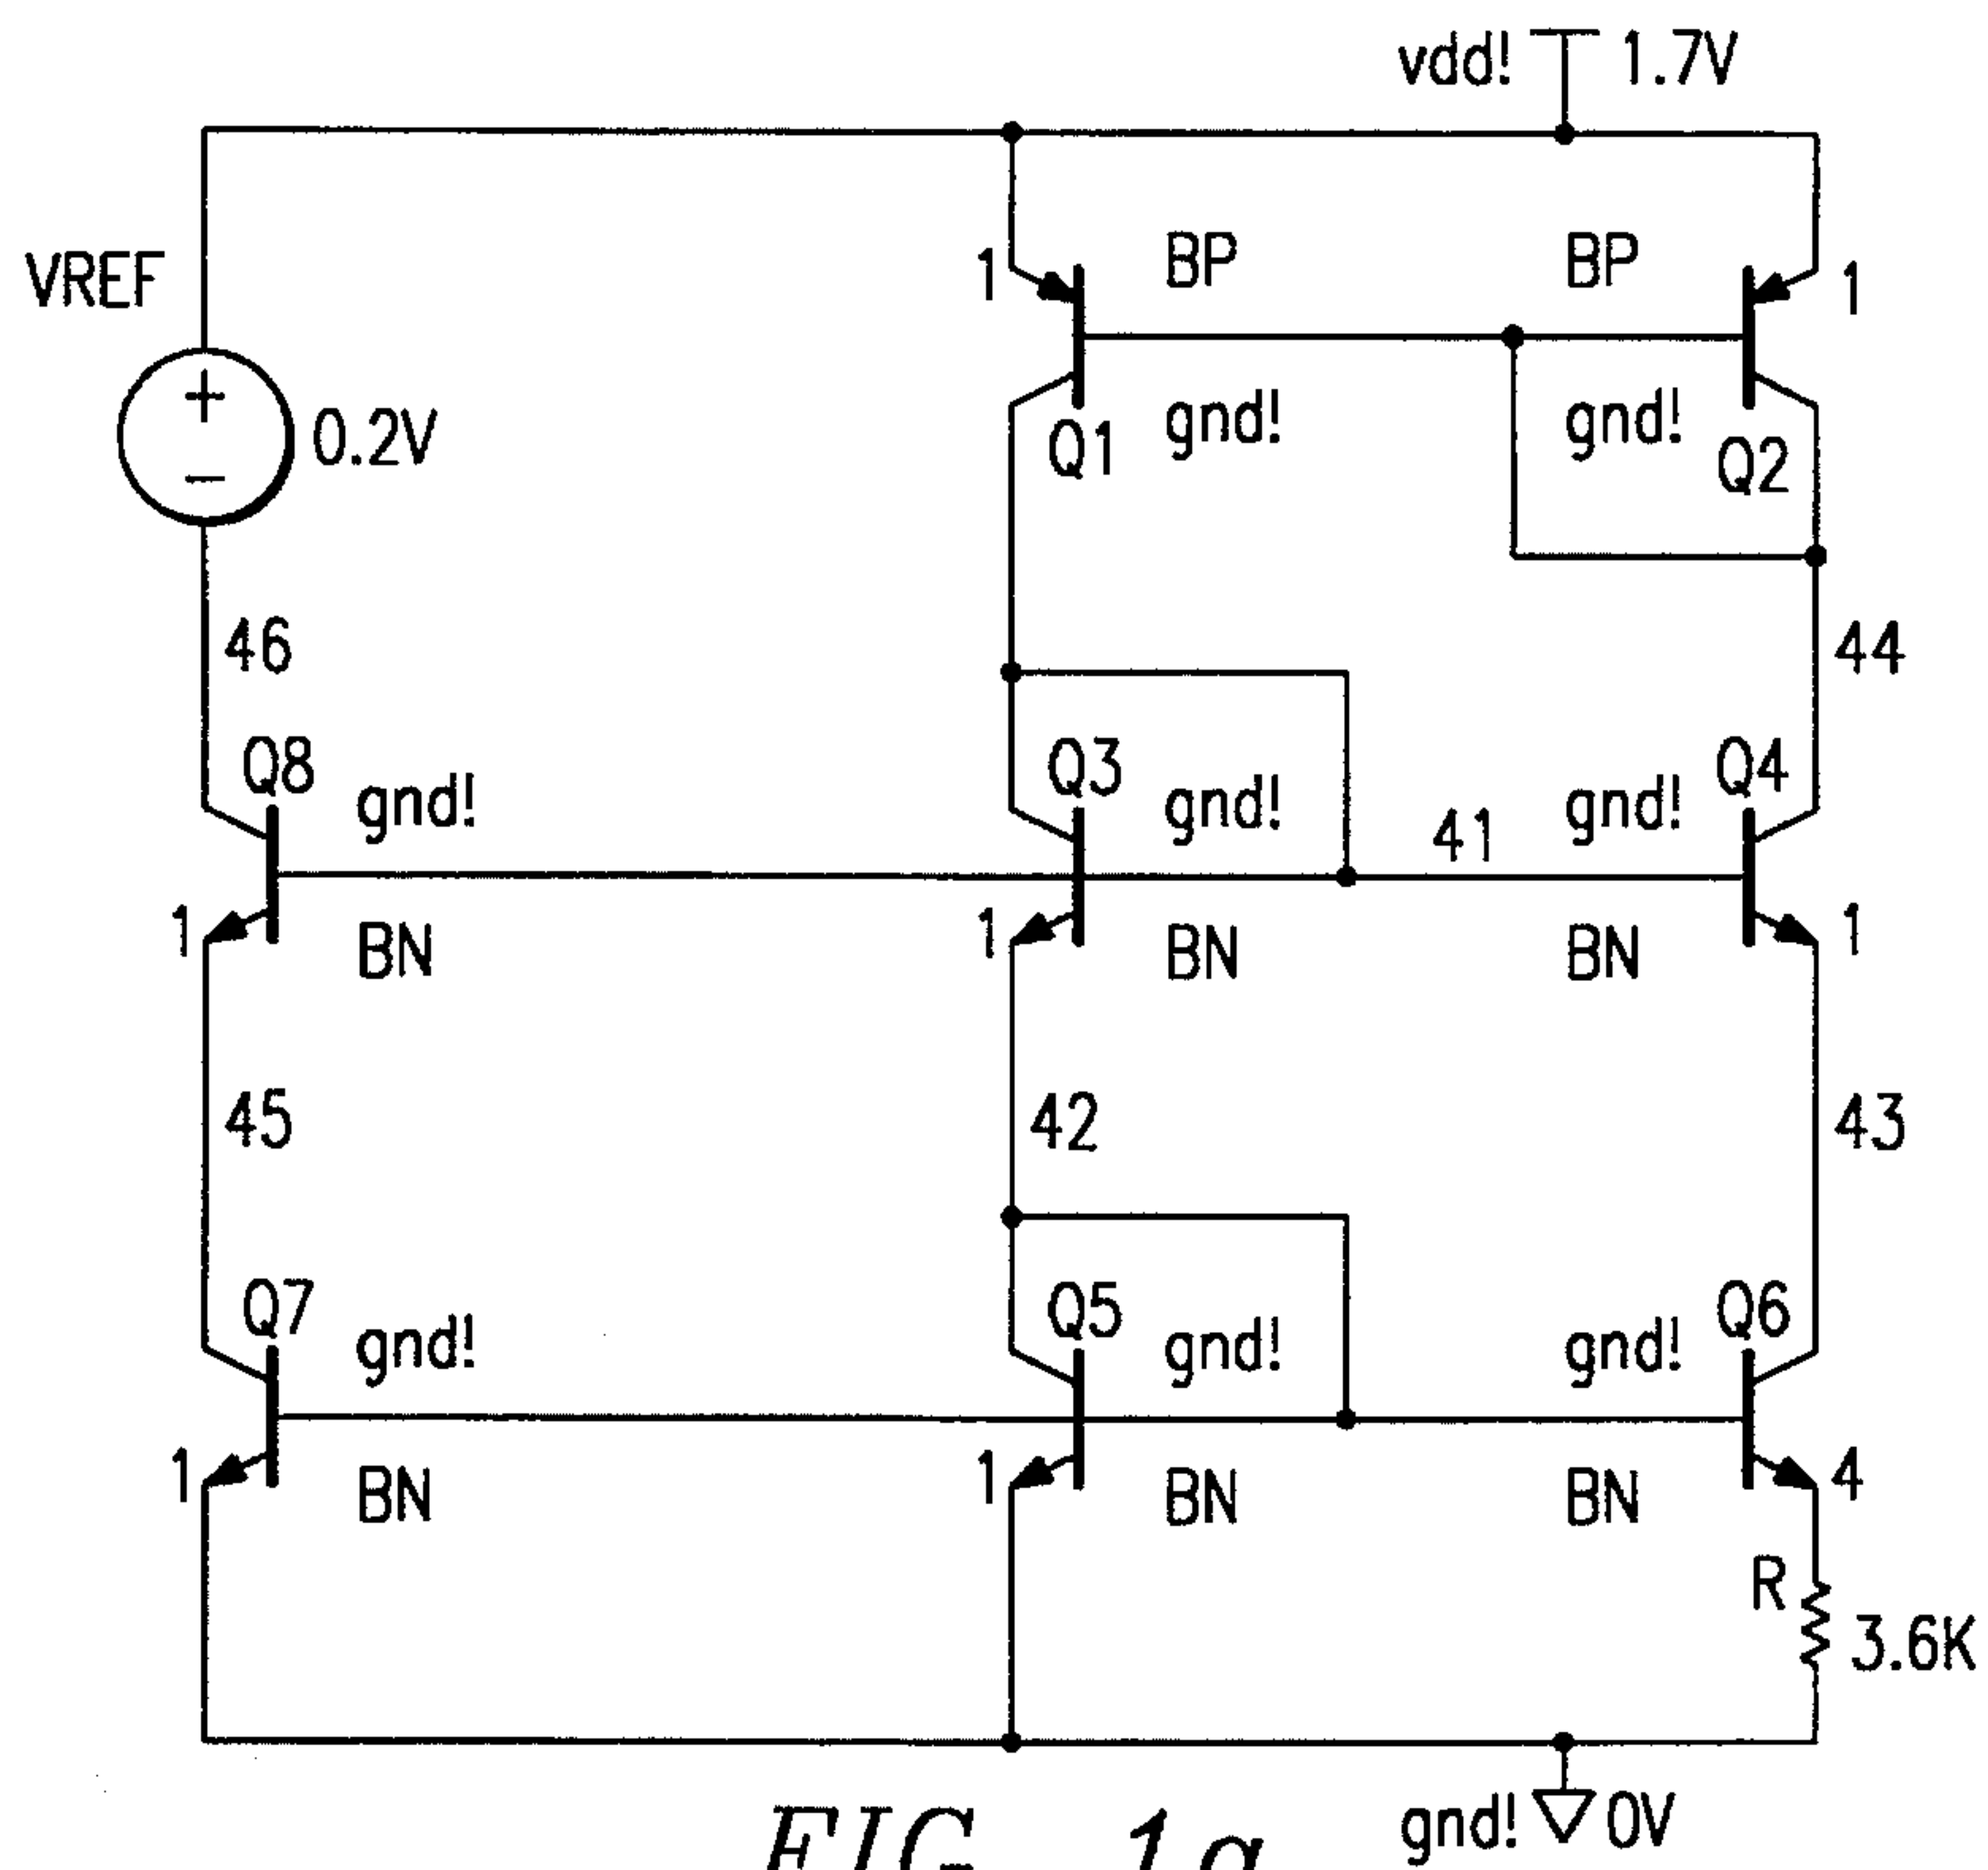 vdd! 1.7V
VREF
1 BP BP 1
+
0.2V
−
gnd! gnd!
Q1 Q2
46 44
Q8 gnd! Q3 gnd! 41 gnd! Q4
1 BN 1 BN BN 1
45 42 43
Q7 gnd! Q5 gnd! gnd! Q6
1 BN 1 BN BN 4
R
3.6K
gnd! 0V
FIG. 1a